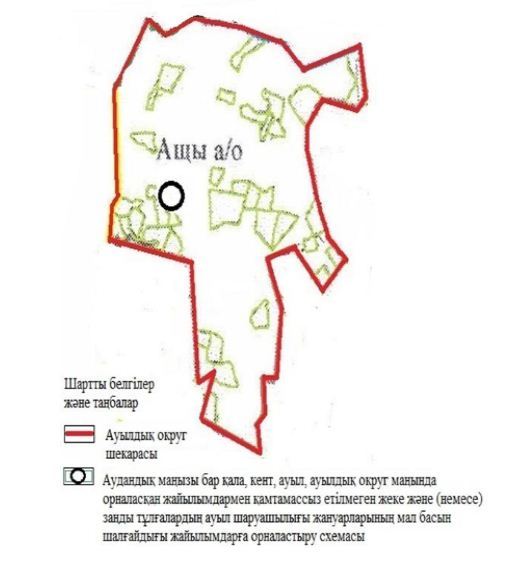 Ащы а/о
Шартты белгілер
және таңбалар
Ауылдық округ
шекарасы
Аудандық маңызы бар қала, кент, ауыл, ауылдық округ маңында
орналасқан жайылымдармен қамтамассыз етілмеген жеке және (немесе)
заңды тұлғалардың ауыл шаруашылығы жануарларының мал басын
шалғайдығы жайылымдарға орналастыру схемасы